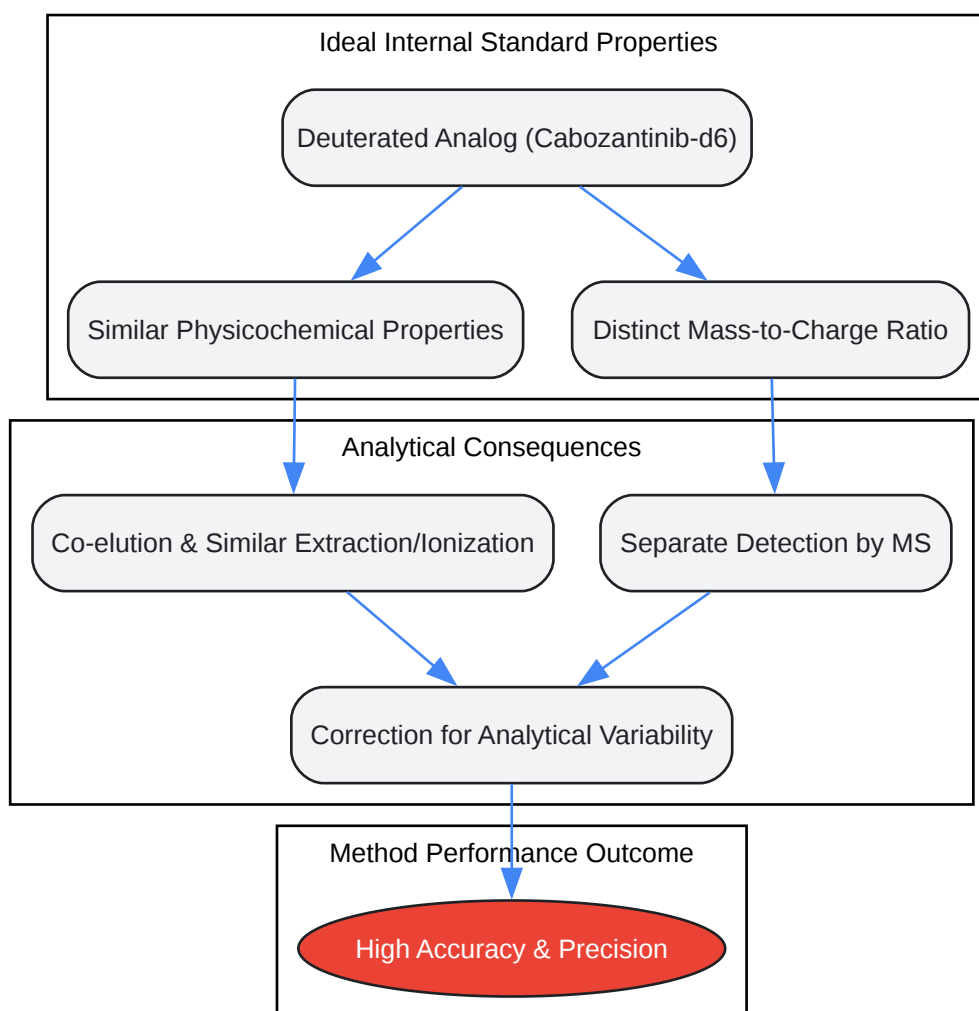 Ideal Internal Standard Properties
Deuterated Analog (Cabozantinib-d6)
Similar Physicochemical Properties
Distinct Mass-to-Charge Ratio
Analytical Consequences
Co-elution & Similar Extraction/Ionization
Separate Detection by MS
Correction for Analytical Variability
Method Performance Outcome
High Accuracy & Precision